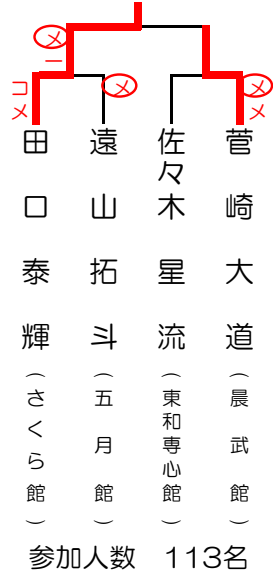 ㋱
一
コメ
㋱
㋱メ
菅崎大道(晨武館)
佐々木星流(東和専心館)
遠山拓斗(五月館)
田口泰輝(さくら館)
参加人数 113名